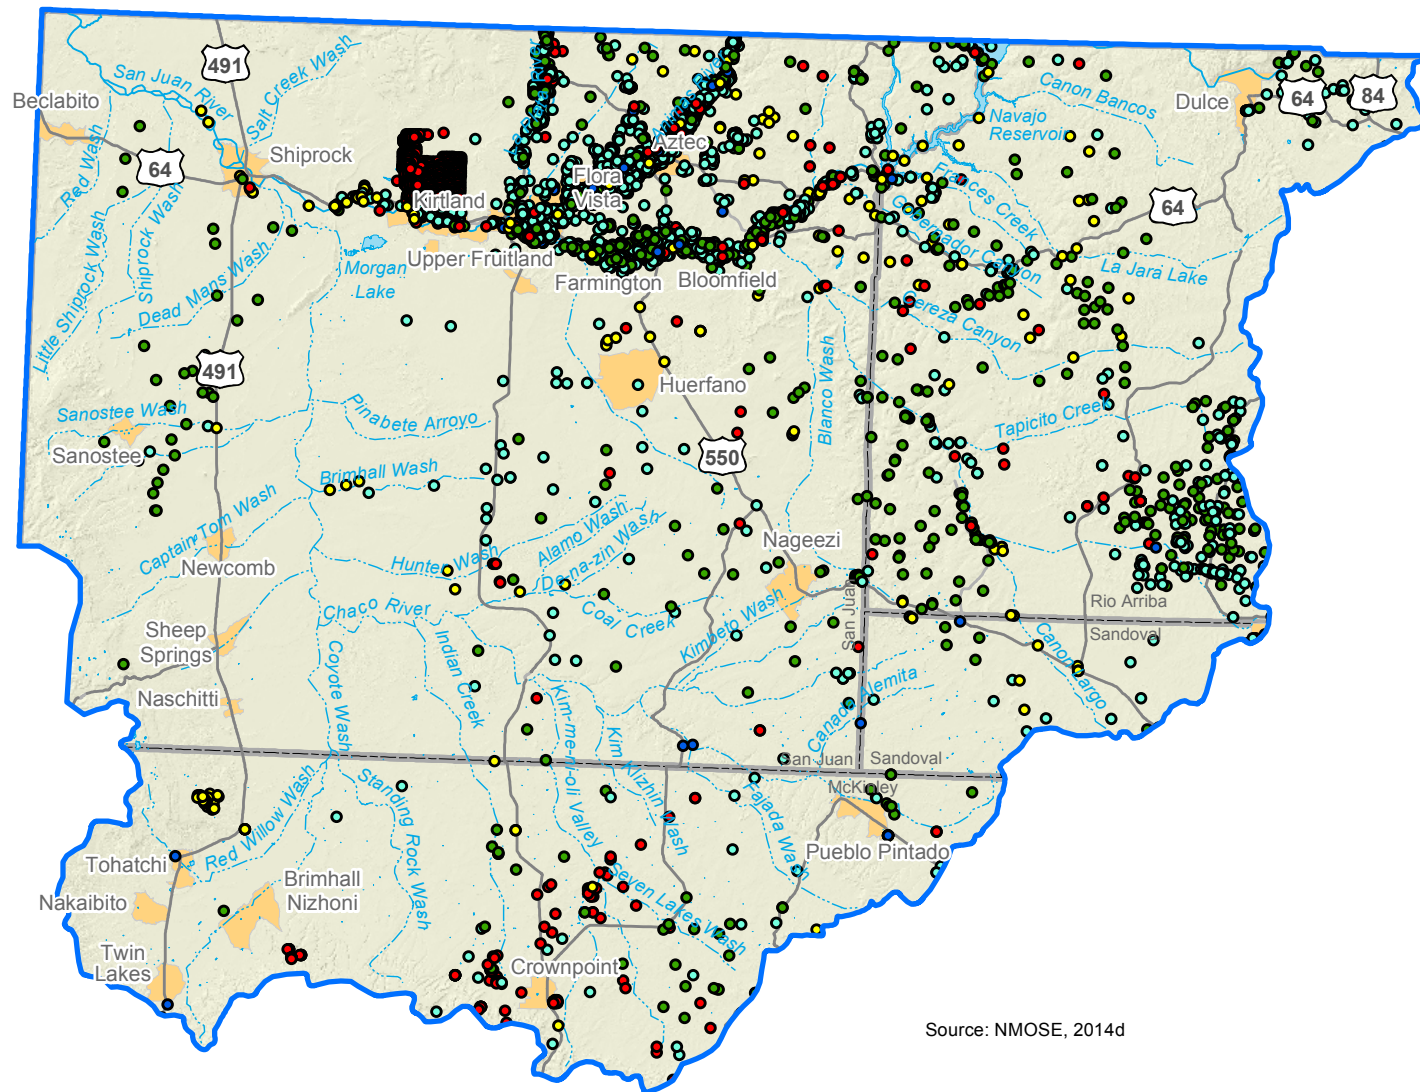 491
San Juan River
Salt Creek Wash
Beclabito
Red Wash
64
Shiprock
Shiprock Wash
Little Shiprock Wash
Dead Mans Wash
Kirtland
Morgan
Lake
Upper Fruitland
Aztec
Flora
Vista
Farmington
Bloomfield
Navajo
Reservoir
Canon Bancos
Dulce
64
84
64
Frances Creek
Gobernador Canyon
La Jara Lake
Cereza Canyon
Blanco Wash
Tapicito Creek
491
Huerfano
550
Sanostee Wash
Sanostee
Pinabete Arroyo
Brimhall Wash
Captain Tom Wash
Newcomb
Hunter Wash
Alamo Wash
De-na-zin Wash
Coal Creek
Nageezi
Kimbeto Wash
San Juan
Rio Arriba
Sandoval
Canon Largo
Canada Alemita
Chaco River
Indian Creek
Coyote Wash
Sheep
Springs
Naschitti
Kim-me-ni-oli Valley
Kim Klizhin Wash
Fajada Wash
San Juan
Sandoval
McKinley
Pueblo Pintado
Standing Rock Wash
Red Willow Wash
Seven Lakes Wash
Tohatchi
Nakaibito
Brimhall
Nizhoni
Twin
Lakes
Crownpoint
Source: NMOSE, 2014d